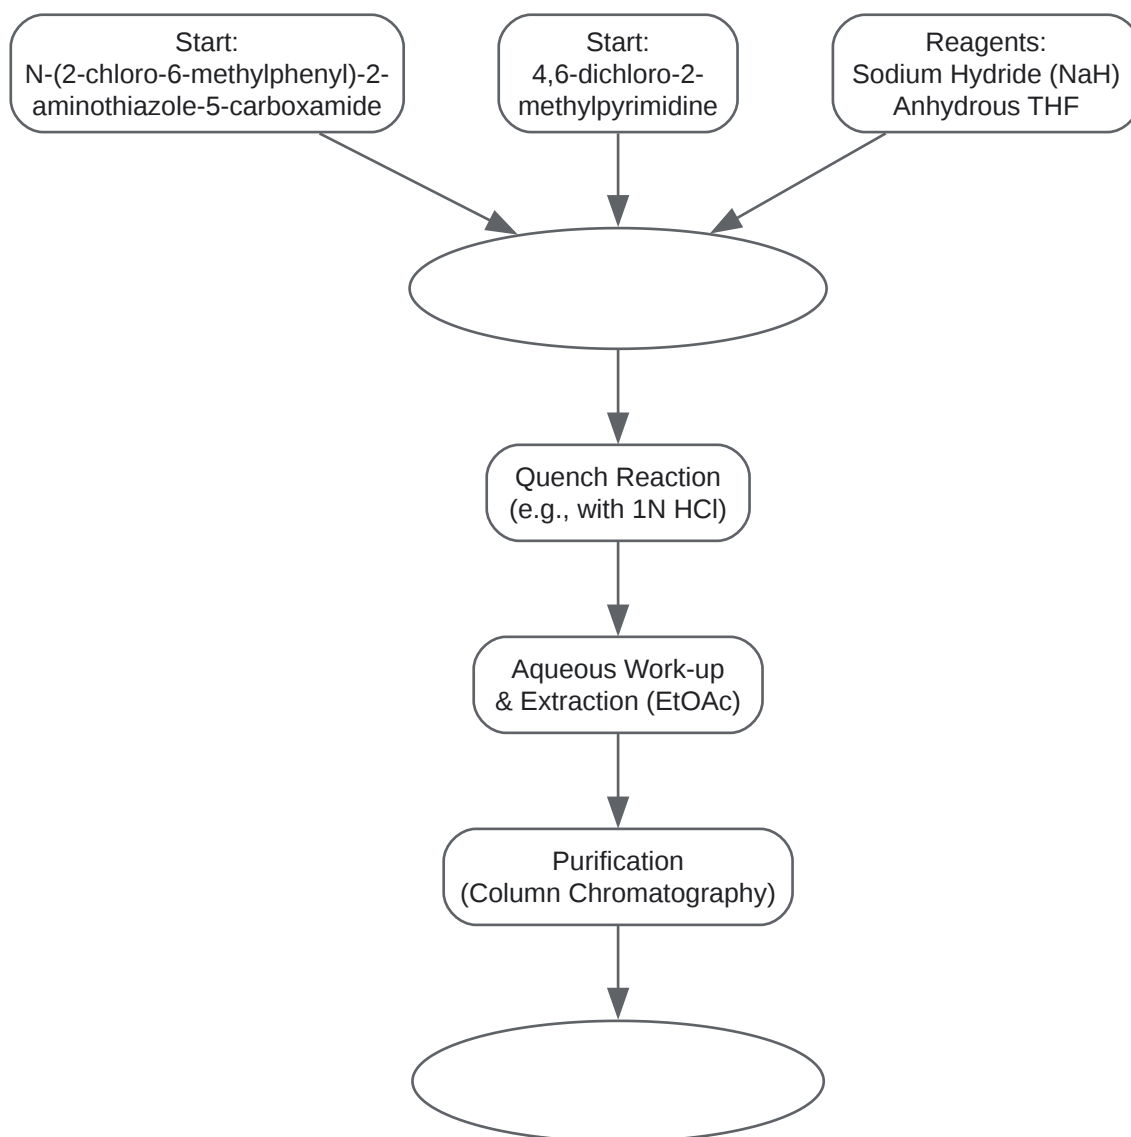 Start:
N-(2-chloro-6-methylphenyl)-2-
aminothiazole-5-carboxamide
Start:
4,6-dichloro-2-
methylpyrimidine
Reagents:
Sodium Hydride (NaH)
Anhydrous THF
Quench Reaction
(e.g., with 1N HCl)
Aqueous Work-up
& Extraction (EtOAc)
Purification
(Column Chromatography)